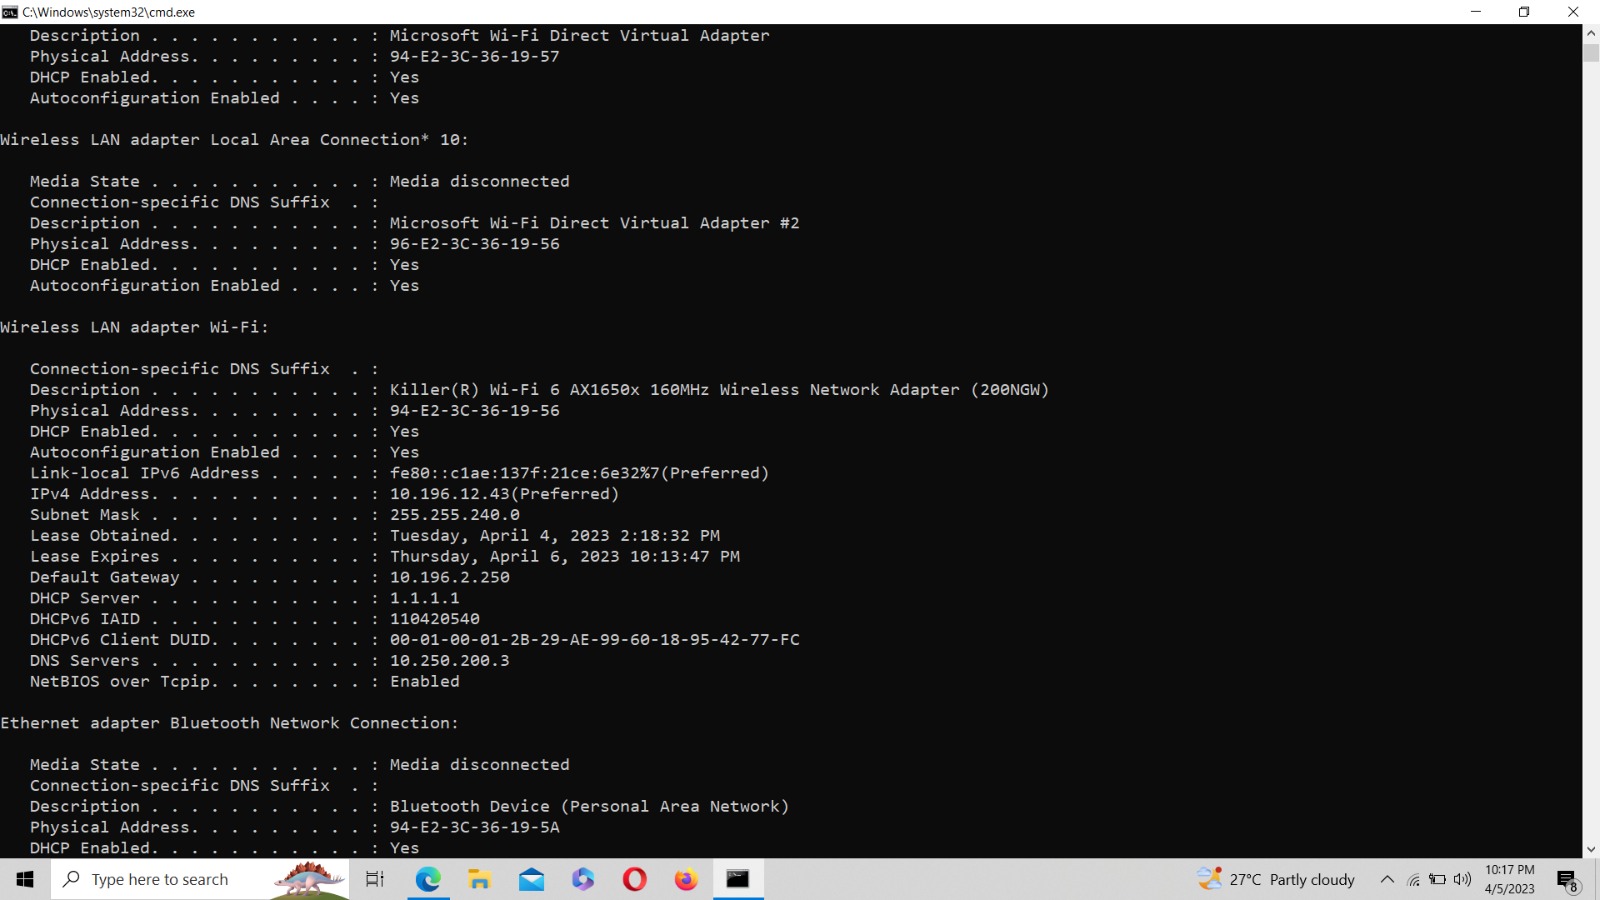 C:\Windows\system32\cmd.exe
   Description . . . . . . . . . . . : Microsoft Wi-Fi Direct Virtual Adapter
   Physical Address. . . . . . . . . : 94-E2-3C-36-19-57
   DHCP Enabled. . . . . . . . . . . : Yes
   Autoconfiguration Enabled . . . . : Yes
Wireless LAN adapter Local Area Connection* 10:
   Media State . . . . . . . . . . . : Media disconnected
   Connection-specific DNS Suffix  . :
   Description . . . . . . . . . . . : Microsoft Wi-Fi Direct Virtual Adapter #2
   Physical Address. . . . . . . . . : 96-E2-3C-36-19-56
   DHCP Enabled. . . . . . . . . . . : Yes
   Autoconfiguration Enabled . . . . : Yes
Wireless LAN adapter Wi-Fi:
   Connection-specific DNS Suffix  . :
   Description . . . . . . . . . . . : Killer(R) Wi-Fi 6 AX1650x 160MHz Wireless Network Adapter (200NGW)
   Physical Address. . . . . . . . . : 94-E2-3C-36-19-56
   DHCP Enabled. . . . . . . . . . . : Yes
   Autoconfiguration Enabled . . . . : Yes
   Link-local IPv6 Address . . . . . : fe80::c1ae:137f:21ce:6e32%7(Preferred)
   IPv4 Address. . . . . . . . . . . : 10.196.12.43(Preferred)
   Subnet Mask . . . . . . . . . . . : 255.255.240.0
   Lease Obtained. . . . . . . . . . : Tuesday, April 4, 2023 2:18:32 PM
   Lease Expires . . . . . . . . . . : Thursday, April 6, 2023 10:13:47 PM
   Default Gateway . . . . . . . . . : 10.196.2.250
   DHCP Server . . . . . . . . . . . : 1.1.1.1
   DHCPv6 IAID . . . . . . . . . . . : 110420540
   DHCPv6 Client DUID. . . . . . . . : 00-01-00-01-2B-29-AE-99-60-18-95-42-77-FC
   DNS Servers . . . . . . . . . . . : 10.250.200.3
   NetBIOS over Tcpip. . . . . . . . : Enabled
Ethernet adapter Bluetooth Network Connection:
   Media State . . . . . . . . . . . : Media disconnected
   Connection-specific DNS Suffix  . :
   Description . . . . . . . . . . . : Bluetooth Device (Personal Area Network)
   Physical Address. . . . . . . . . : 94-E2-3C-36-19-5A
   DHCP Enabled. . . . . . . . . . . : Yes
Type here to search
27°C Partly cloudy
10:17 PM
4/5/2023
8